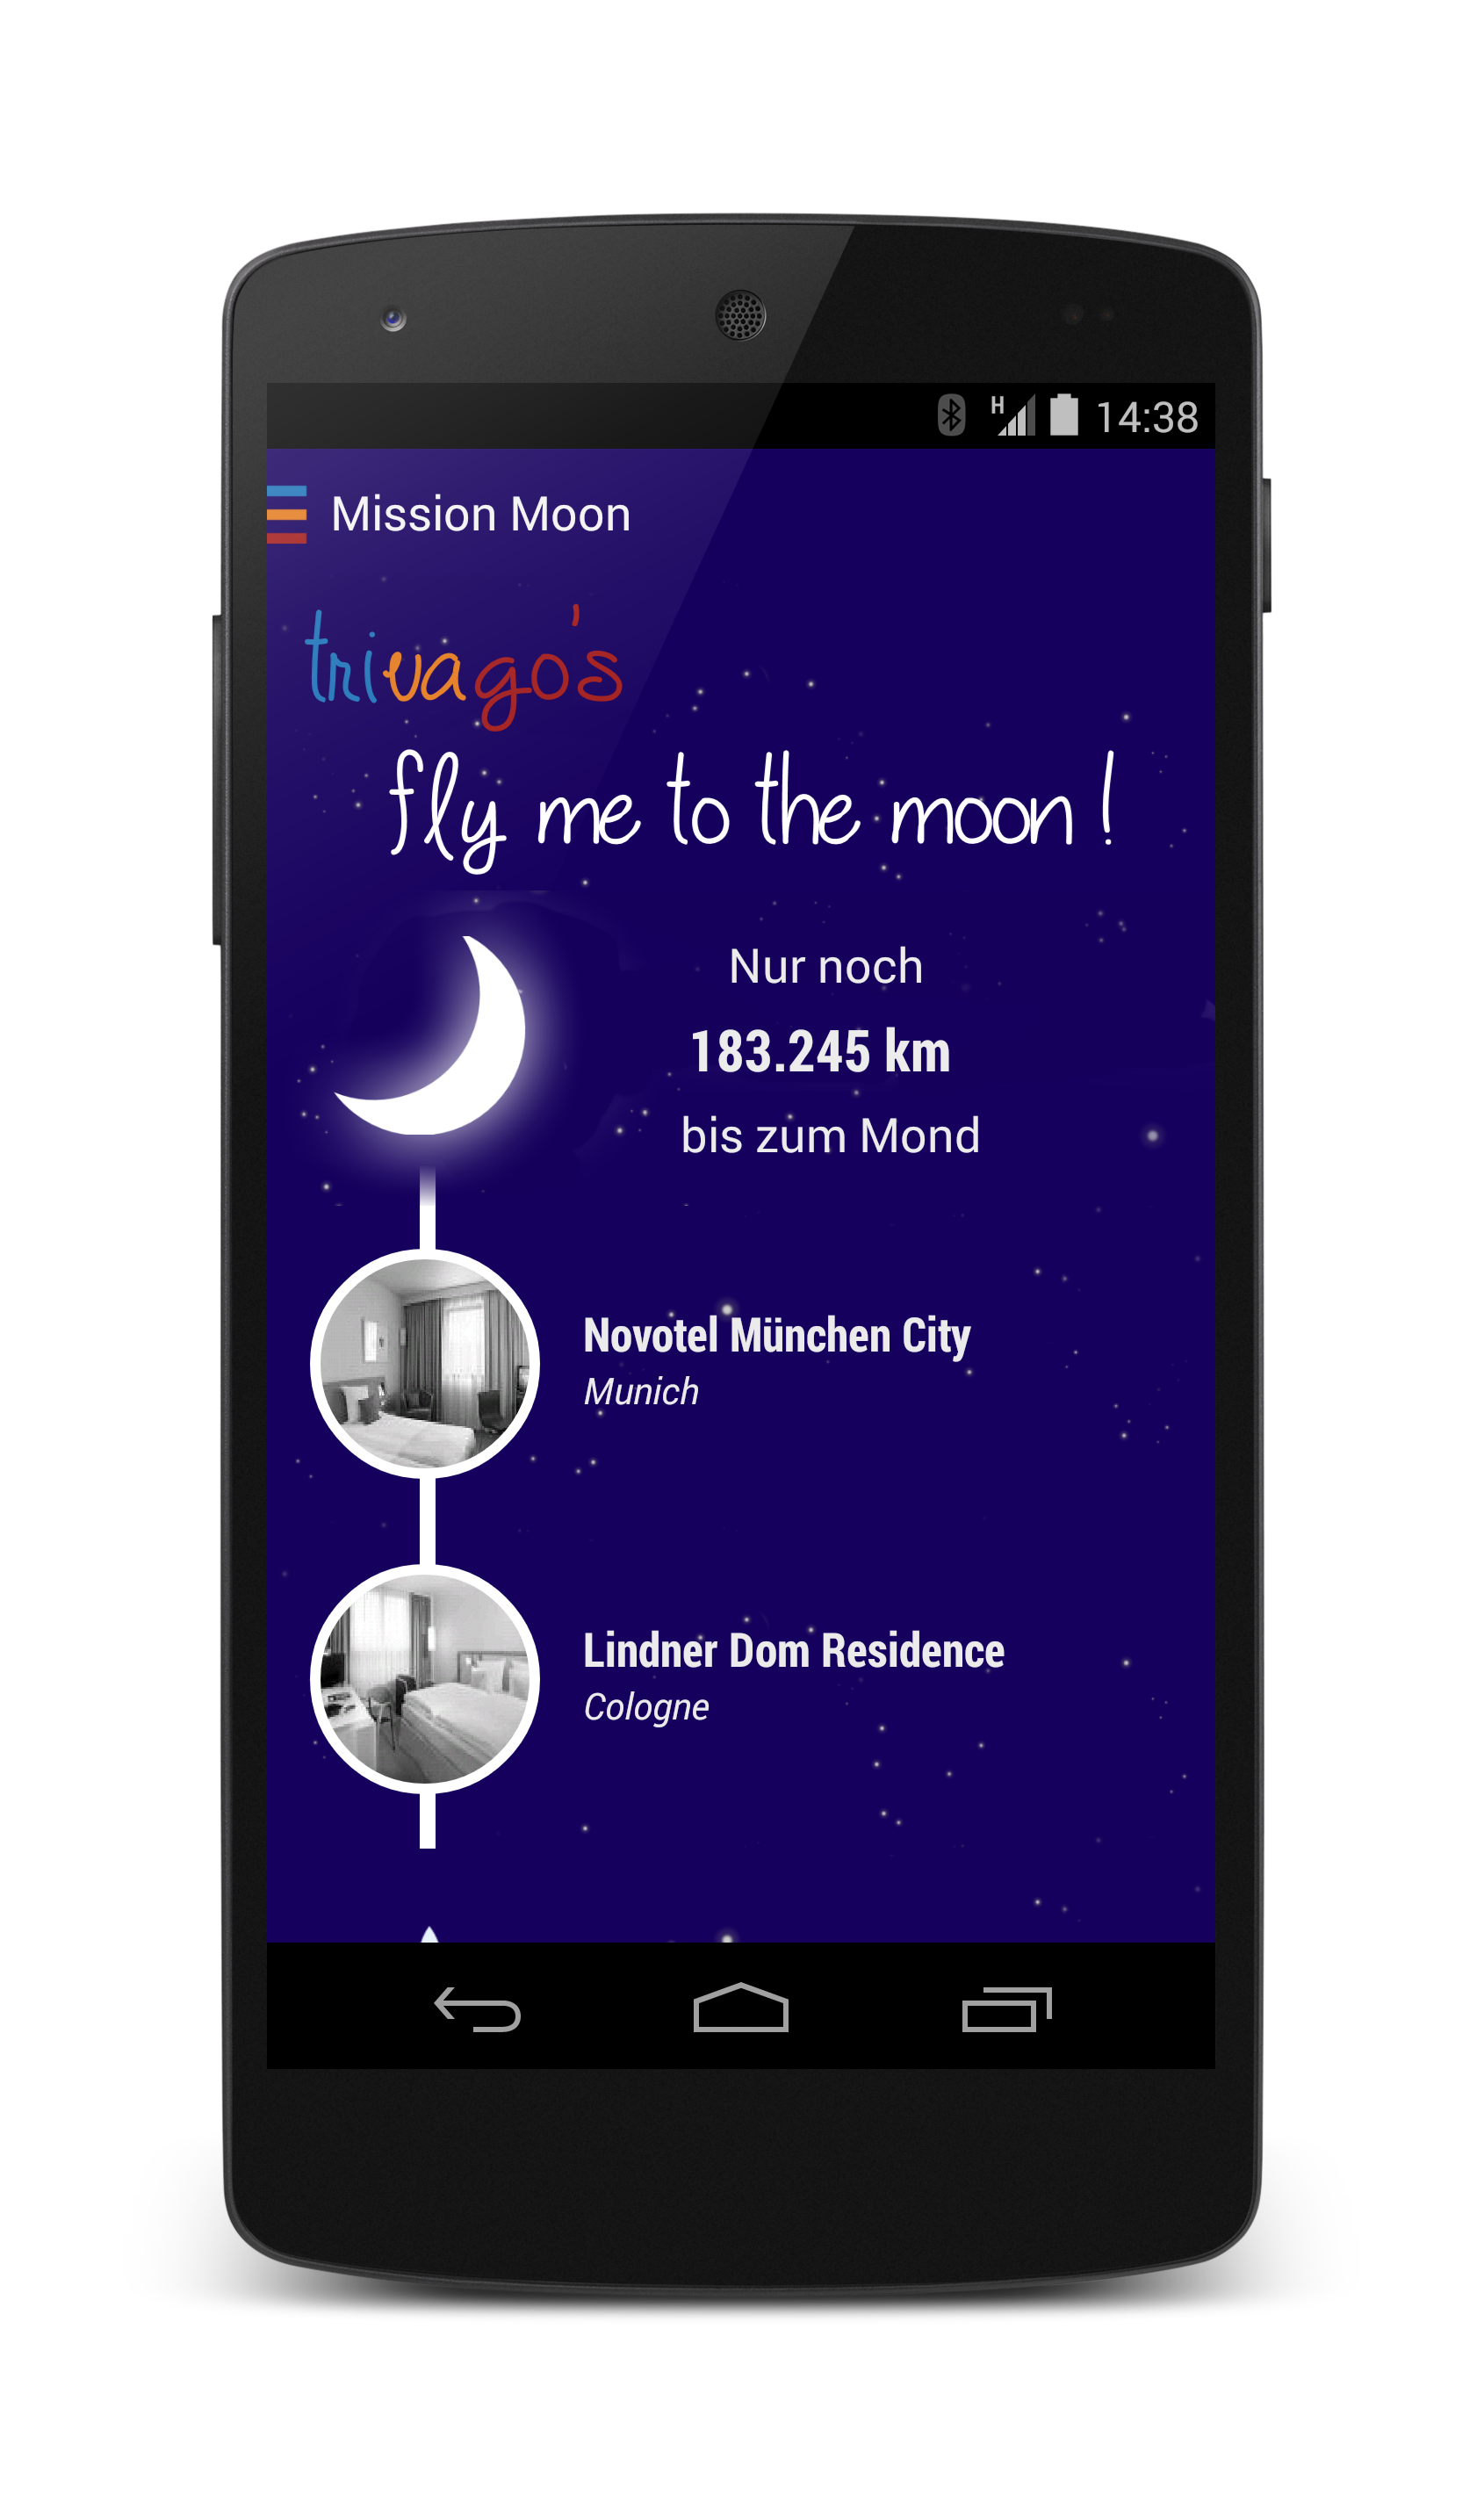 H 14:38
Mission Moon
trivago's
fly me to the moon!
Nur noch
183.245 km
bis zum Mond
Novotel München City
Munich
Lindner Dom Residence
Cologne